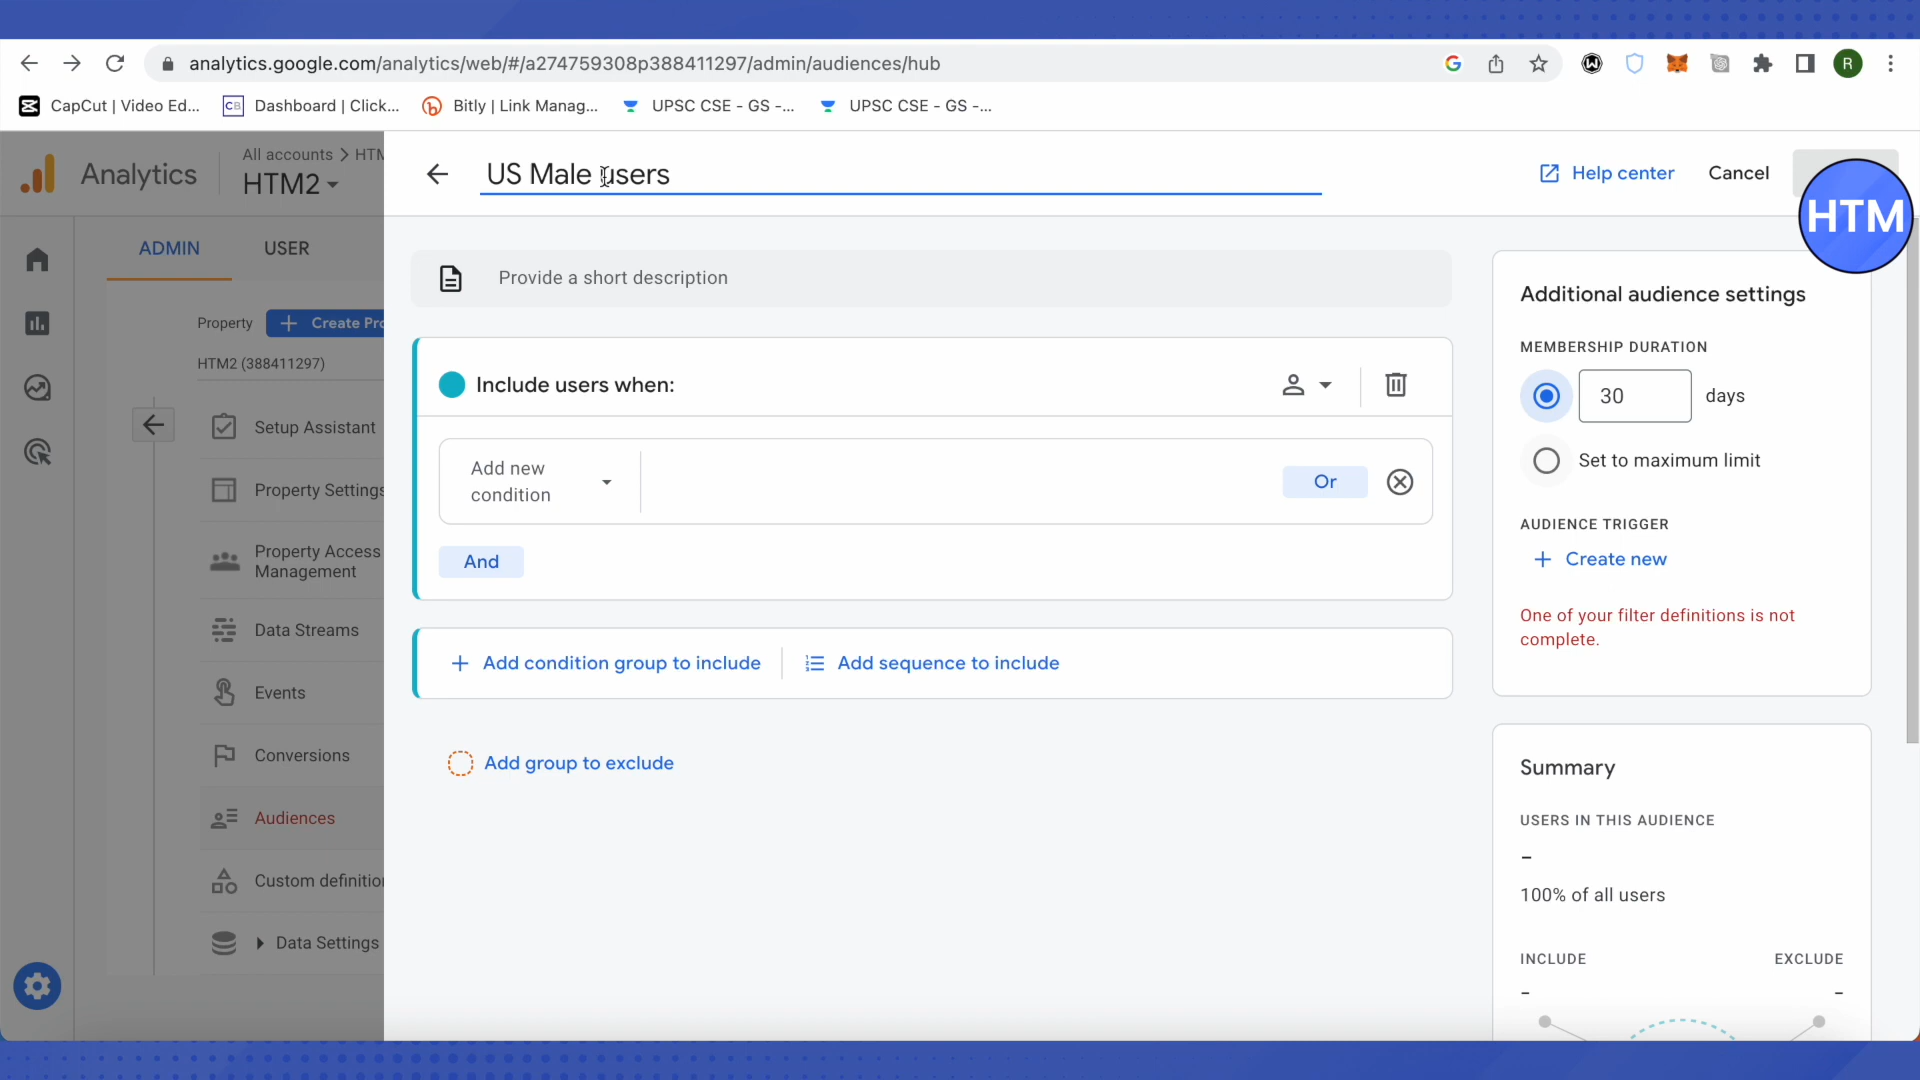 analytics.google.com/analytics/web/#/a274759308p388411297/admin/audiences/hub
R
CapCut | Video Ed...
CB
Dashboard | Click...
Bitly | Link Manag...
UPSC CSE - GS -...
UPSC CSE - GS -...
Analytics
All accounts > HTM
HTM2
US Male users
Help center
Cancel
HTM
ADMIN
USER
Provide a short description
Additional audience settings
Property
+ Create Pro
HTM2 (388411297)
MEMBERSHIP DURATION
Include users when:
30
days
Setup Assistant
Add new
condition
Or
Set to maximum limit
Property Settings
AUDIENCE TRIGGER
And
+ Create new
Property Access
Management
One of your filter definitions is not
complete.
Data Streams
+ Add condition group to include
Add sequence to include
Events
Conversions
Add group to exclude
Summary
Audiences
USERS IN THIS AUDIENCE
-
100% of all users
Custom definitio
Data Settings
INCLUDE
EXCLUDE
-
-